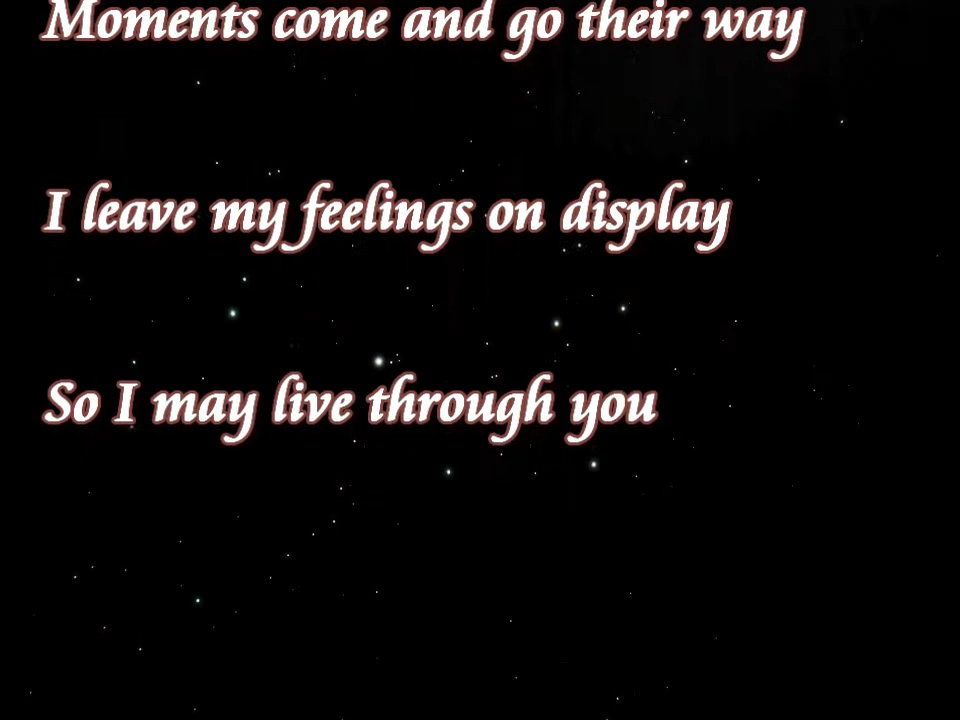 Moments come and go their way
I leave my feelings on display
So I may live through you